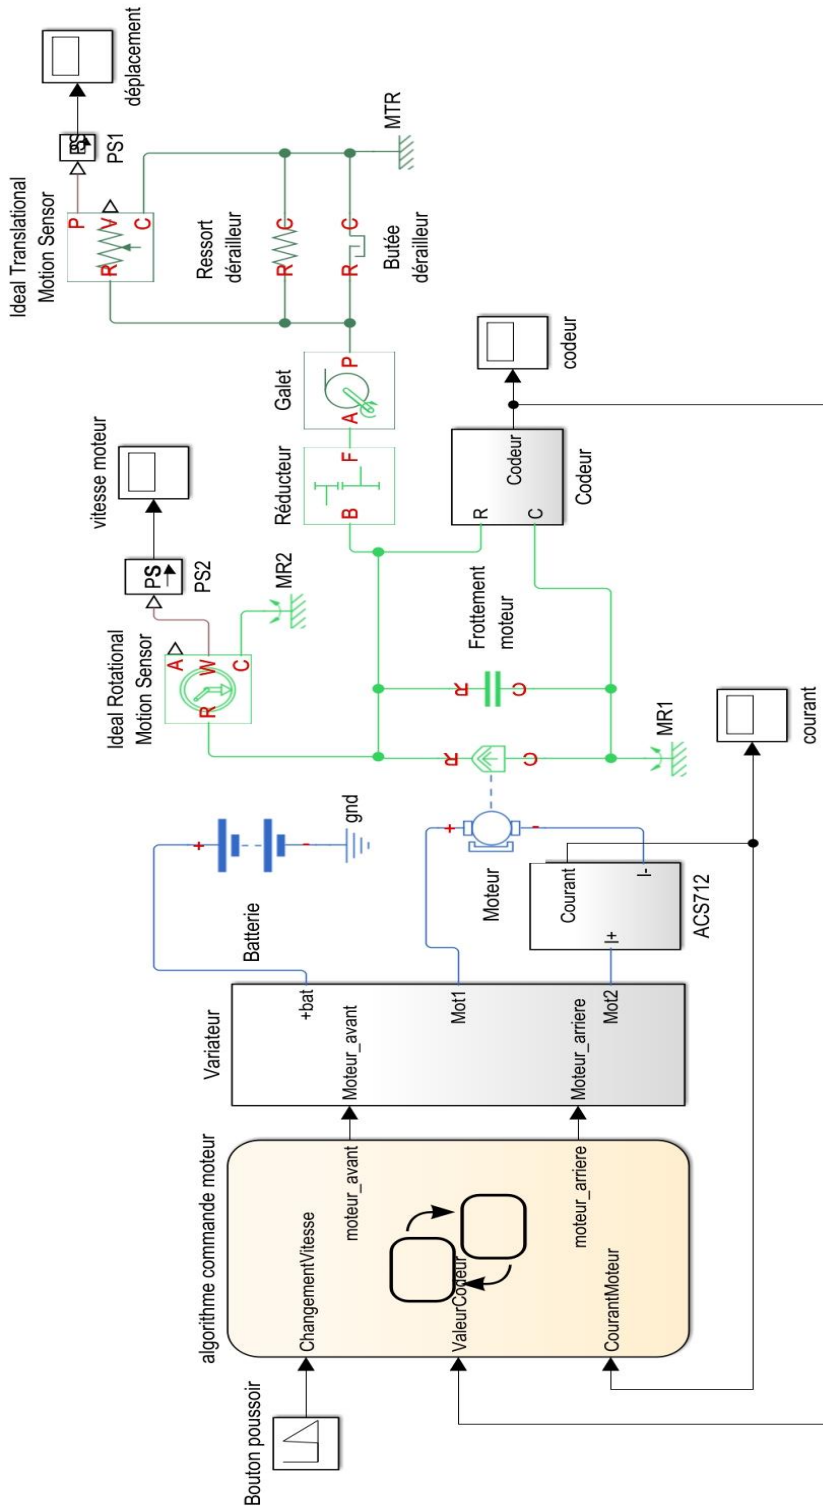 Bouton poussoir
algorithme commande moteur
ChangementVitesse
ValeurCodeur
CourantMoteur
moteur_avant
moteur_arriere
Variateur
Moteur_avant
Moteur_arriere
+bat
Mot1
Mot2
Batterie
+
-
gnd
Moteur
+
-
ACS712
Courant
I+
I-
courant
R
C
MR1
Frottement
moteur
R
C
Ideal Rotational
Motion Sensor
R
A
W
C
MR2
PS
PS2
vitesse moteur
Codeur
R
C
Codeur
codeur
Réducteur
B
F
Galet
A
P
Ressort
dérailleur
R
C
Butée
dérailleur
R
C
MTR
Ideal Translational
Motion Sensor
R
P
V
C
PS1
déplacement